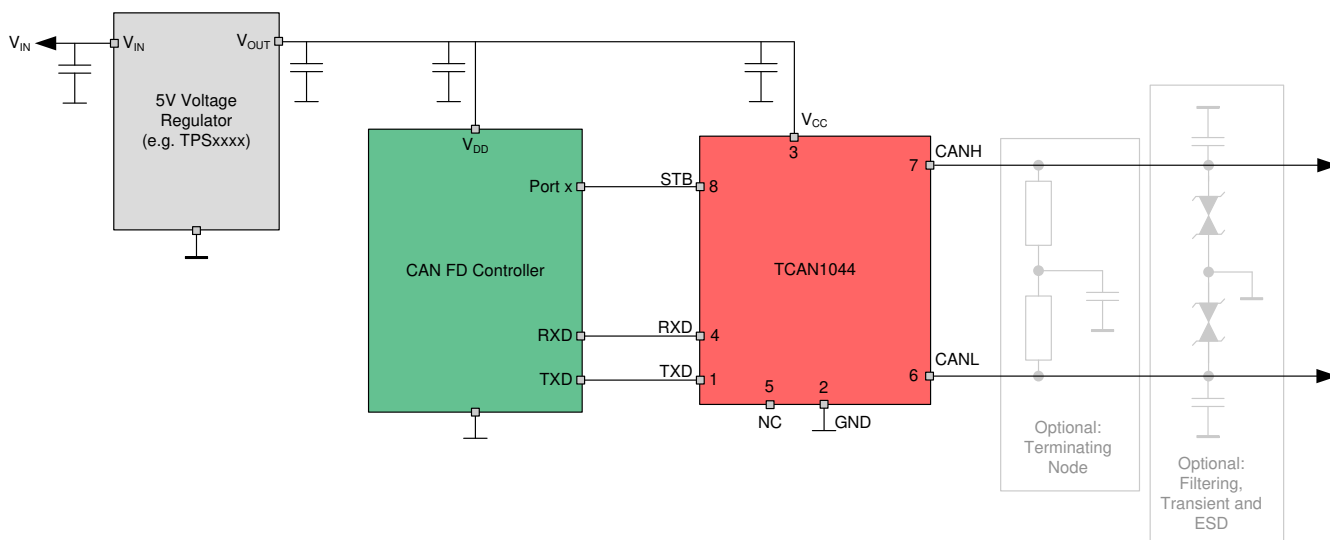 VIN
VIN
VOUT
5V Voltage
Regulator
(e.g. TPSxxxx)
VDD
Port x
CAN FD Controller
RXD
TXD
STB
RXD
TXD
VCC
3
8
7
TCAN1044
4
1
6
5
2
NC
GND
CANH
CANL
Optional:
Terminating
Node
Optional:
Filtering,
Transient and
ESD